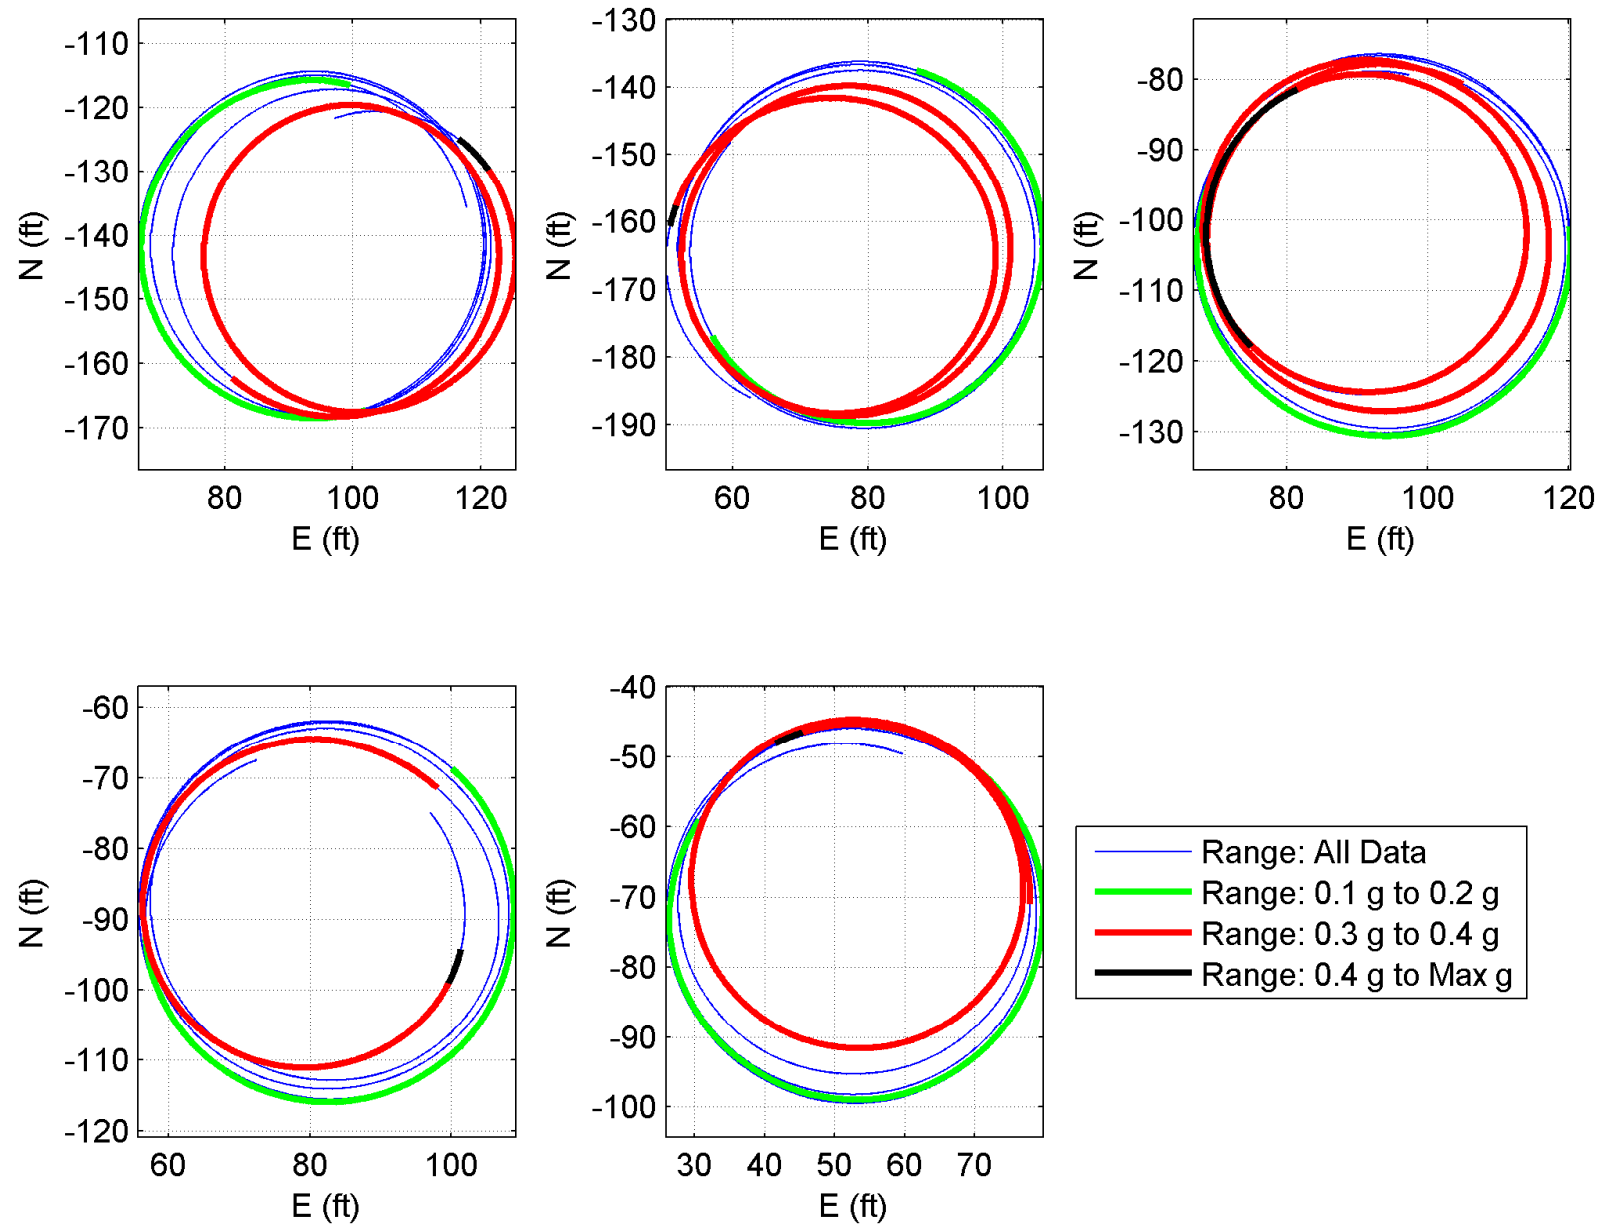 -110
-120
-130
-140
-150
-160
-170
80 100 120
N (ft)
E (ft)
-130
-140
-150
-160
-170
-180
-190
60 80 100
N (ft)
E (ft)
-80
-90
-100
-110
-120
-130
80 100 120
N (ft)
E (ft)
-60
-70
-80
-90
-100
-110
-120
60 80 100
N (ft)
E (ft)
-40
-50
-60
-70
-80
-90
-100
30 40 50 60 70
N (ft)
E (ft)
Range: All Data
Range: 0.1 g to 0.2 g
Range: 0.3 g to 0.4 g
Range: 0.4 g to Max g